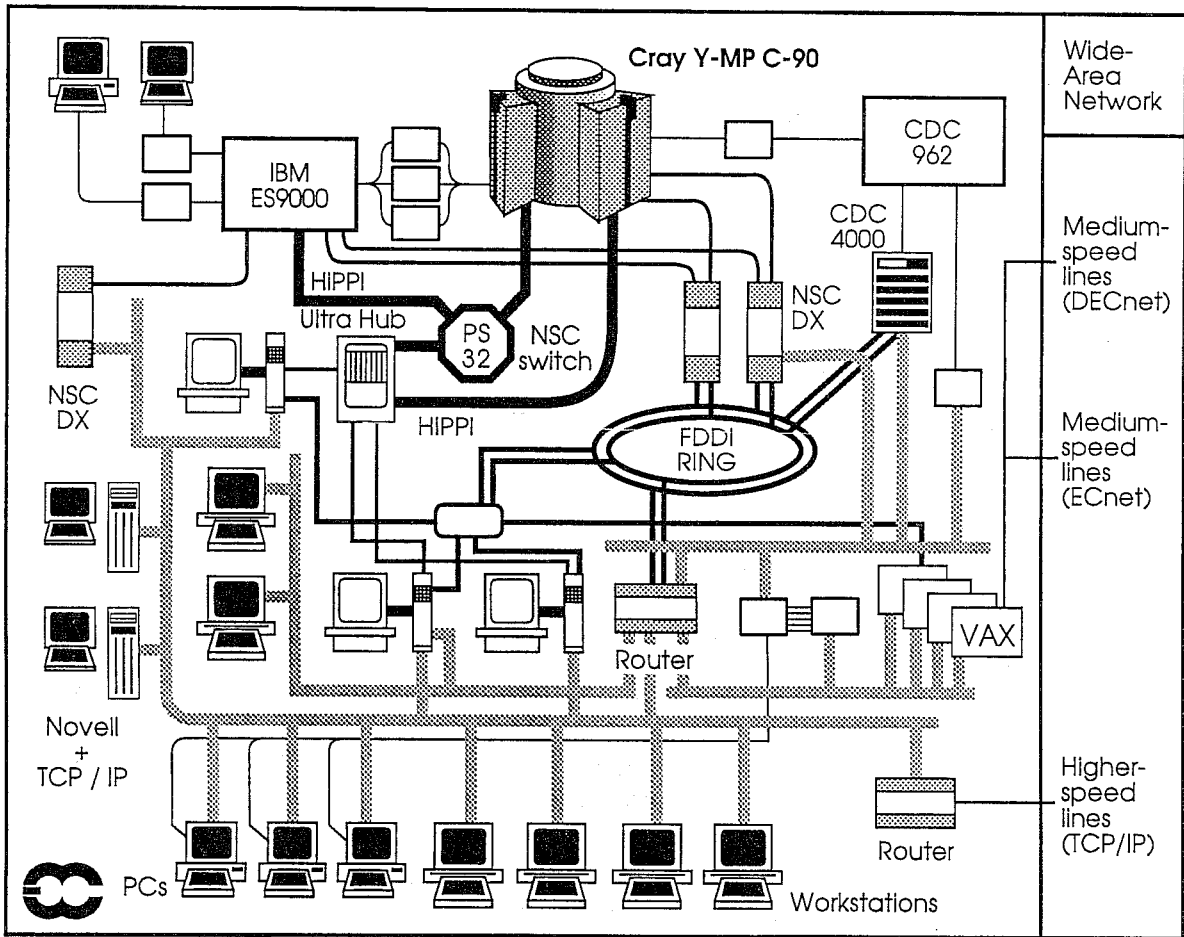 Cray Y-MP C-90
Wide-
Area
Network
CDC
962
IBM
ES9000
CDC
4000
Medium-
speed
lines
(DECnet)
HiPPI
Ultra Hub
PS
32
NSC
switch
NSC
DX
NSC
DX
HiPPI
FDDI
RING
Medium-
speed
lines
(ECnet)
VAX
Router
Novell
+
TCP / IP
Higher-
speed
lines
(TCP/IP)
Router
PCs
Workstations